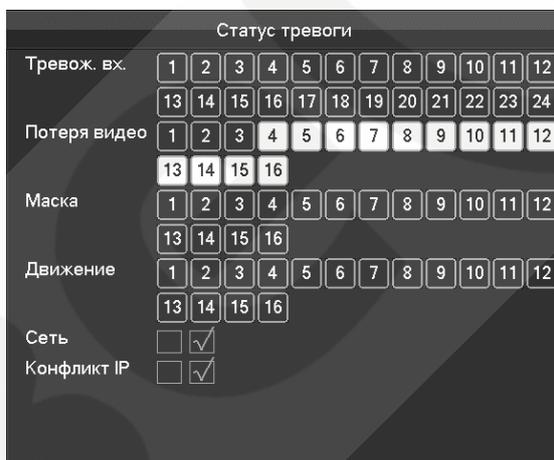 Статус тревоги
Тревож. вх. 1 2 3 4 5 6 7 8 9 10 11 12
13 14 15 16 17 18 19 20 21 22 23 24
Потеря видео 1 2 3 4 5 6 7 8 9 10 11 12
13 14 15 16
Маска 1 2 3 4 5 6 7 8 9 10 11 12
13 14 15 16
Движение 1 2 3 4 5 6 7 8 9 10 11 12
13 14 15 16
Сеть
Конфликт IP